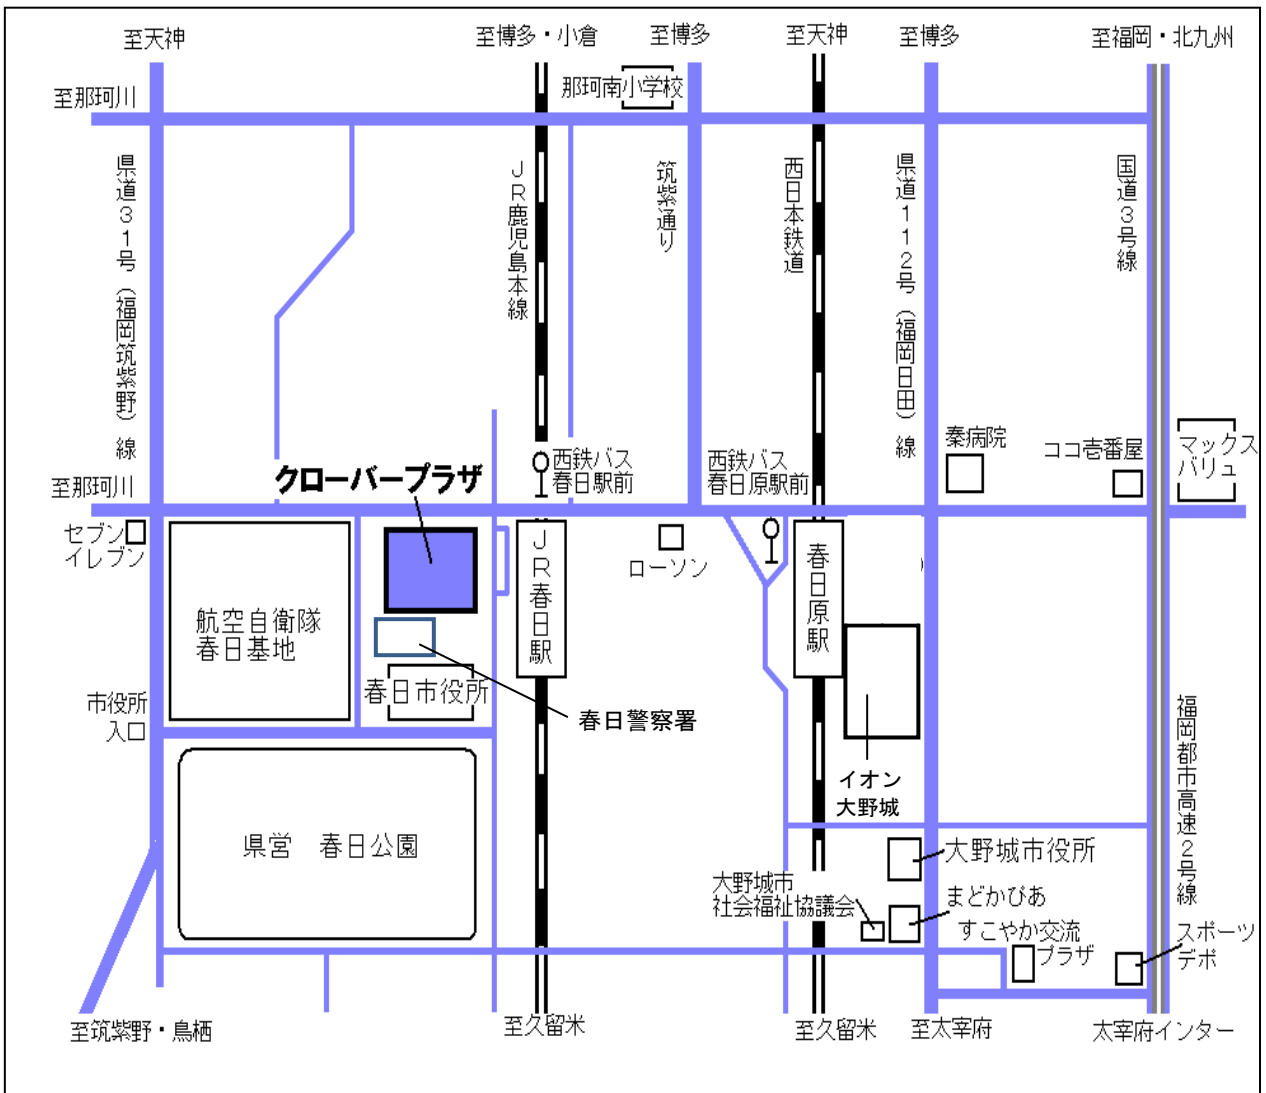 至天神
至博多・小倉
至博多
至天神
至博多
至福岡・北九州
至那珂川
那珂南小学校
県道31号(福岡筑紫野)線
JR鹿児島本線
筑紫通り
西日本鉄道
県道112号(福岡日田)線
国道3号線
秦病院
ココ壱番屋
マックス
バリュ
至那珂川
クローバープラザ
西鉄バス
春日駅前
西鉄バス
春日原駅前
セブン
イレブン
JR春日駅
ローソン
春日原駅
航空自衛隊
春日基地
春日市役所
春日警察署
市役所
入口
イオン
大野城
福岡都市高速2号線
県営 春日公園
大野城市役所
大野城市
社会福祉協議会
まどかぴあ
すこやか交流
プラザ
スポーツ
デポ
至筑紫野・鳥栖
至久留米
至久留米
至太宰府
太宰府インター